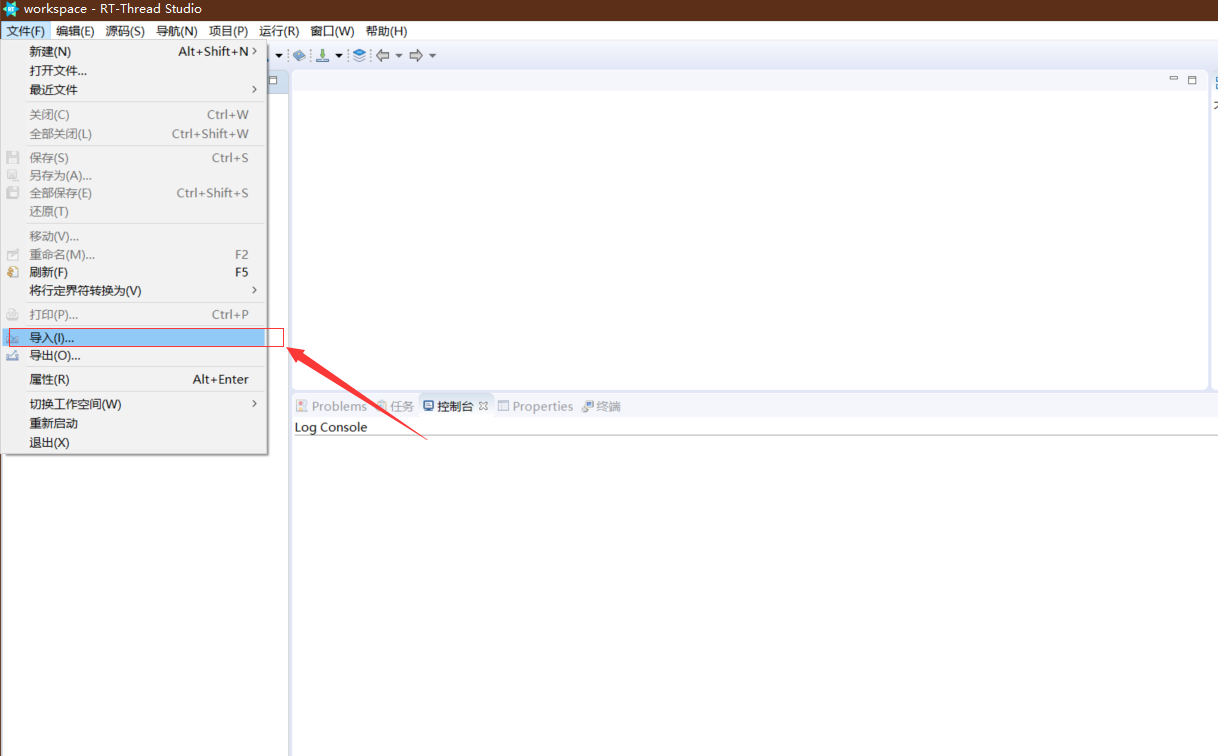 workspace - RT-Thread Studio
文件(F) 编辑(E) 源码(S) 导航(N) 项目(P) 运行(R) 窗口(W) 帮助(H)
新建(N) Alt+Shift+N
打开文件...
最近文件
关闭(C) Ctrl+W
全部关闭(L) Ctrl+Shift+W
保存(S) Ctrl+S
另存为(A)...
全部保存(E) Ctrl+Shift+S
还原(T)
移动(V)...
重命名(M)... F2
刷新(F) F5
将行定界符转换为(V)
打印(P)... Ctrl+P
导入(I)...
导出(O)...
属性(R) Alt+Enter
切换工作空间(W)
重新启动
退出(X)
Problems 任务 控制台 Properties 终端
Log Console